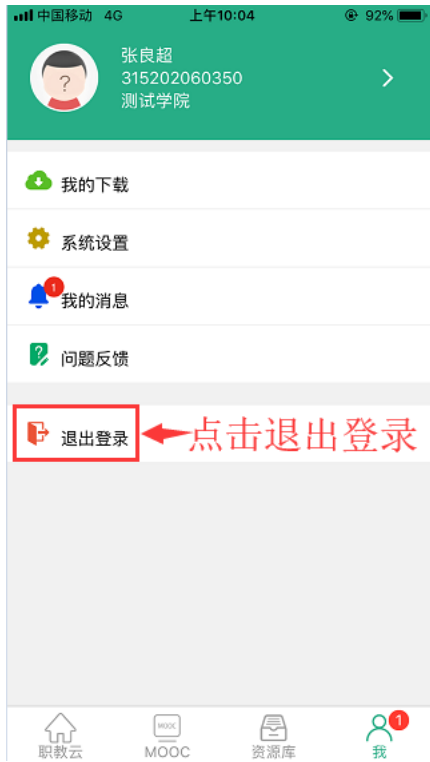 中国移动 4G 上午10:04 92%
张良超
315202060350
测试学院
?
我的下载
系统设置
1
我的消息
?
问题反馈
退出登录 点击退出登录
MOOC
1
职教云 MOOC 资源库 我